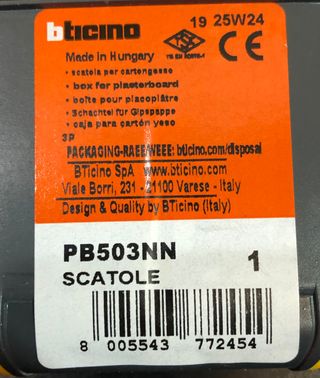 bticino
19 25W24
Made in Hungary
CE
• scatola per cartongesso
• box for plasterboard
• boîte pour placoplâtre
• Schachtel für Gipspappe
• caja para cartón yeso
3P
PACKAGING-RAEE/WEEE: bticino.com/disposal
BTicino SpA www.bticino.com
Viale Borri, 231 - 21100 Varese - Italy
Design & Quality by BTicino (Italy)
PB503NN 1
SCATOLE
8 005543 772454